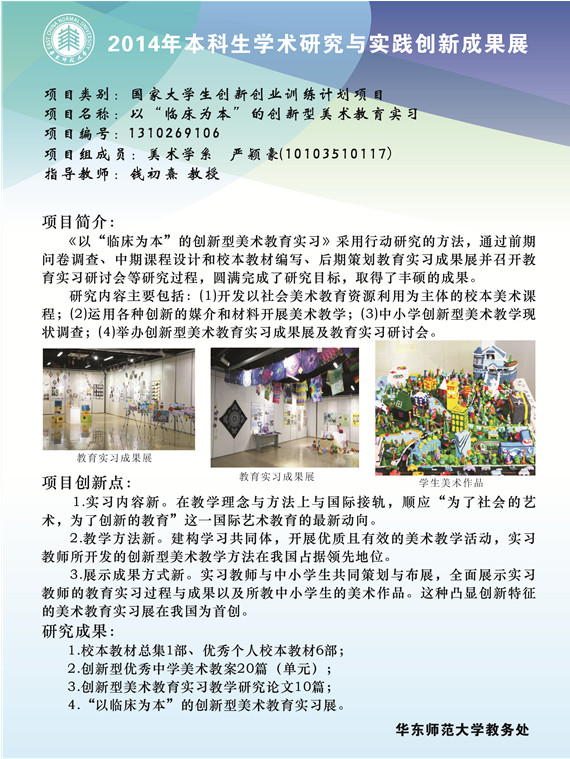 EAST CHINA NORMAL UNIVERSITY
2014年本科生学术研究与实践创新成果展
项目类别：国家大学生创新创业训练计划项目
项目名称：以“临床为本”的创新型美术教育实习
项目编号：1310269106
项目组成员：美术学系 严颖豪(10103510117)
指导教师：钱初熹 教授
项目简介：
《以“临床为本”的创新型美术教育实习》采用行动研究的方法，通过前期
问卷调查、中期课程设计和校本教材编写、后期策划教育实习成果展并召开教
育实习研讨会等研究过程，圆满完成了研究目标，取得了丰硕的成果。
研究内容主要包括：(1)开发以社会美术教育资源利用为主体的校本美术课
程；(2)运用各种创新的媒介和材料开展美术教学；(3)中小学创新型美术教学现
状调查；(4)举办创新型美术教育实习成果展及教育实习研讨会。
教育实习成果展
教育实习成果展
学生美术作品
项目创新点：
1.实习内容新。在教学理念与方法上与国际接轨，顺应“为了社会的艺
术，为了创新的教育”这一国际艺术教育的最新动向。
2.教学方法新。建构学习共同体，开展优质且有效的美术教学活动，实习
教师所开发的创新型美术教学方法在我国占据领先地位。
3.展示成果方式新。实习教师与中小学生共同策划与布展，全面展示实习
教师的教育实习过程与成果以及所教中小学生的美术作品。这种凸显创新特征
的美术教育实习展在我国为首创。
研究成果：
1.校本教材总集1部、优秀个人校本教材6部；
2.创新型优秀中学美术教案20篇（单元）；
3.创新型美术教育实习教学研究论文10篇；
4.“以临床为本”的创新型美术教育实习展。
华东师范大学教务处